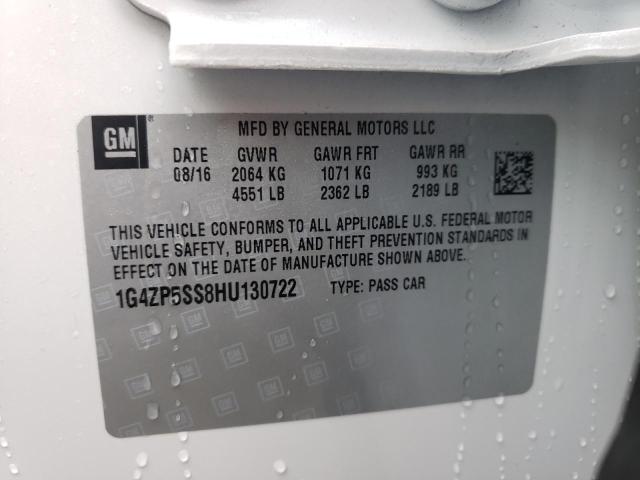 GM
MFD BY GENERAL MOTORS LLC
DATE GVWR GAWR FRT GAWR RR
08/16 2064 KG 1071 KG 993 KG
4551 LB 2362 LB 2189 LB
THIS VEHICLE CONFORMS TO ALL APPLICABLE U.S. FEDERAL MOTOR
VEHICLE SAFETY, BUMPER, AND THEFT PREVENTION STANDARDS IN
EFFECT ON THE DATE OF MANUFACTURE SHOWN ABOVE.
1G4ZP5SS8HU130722 TYPE: PASS CAR